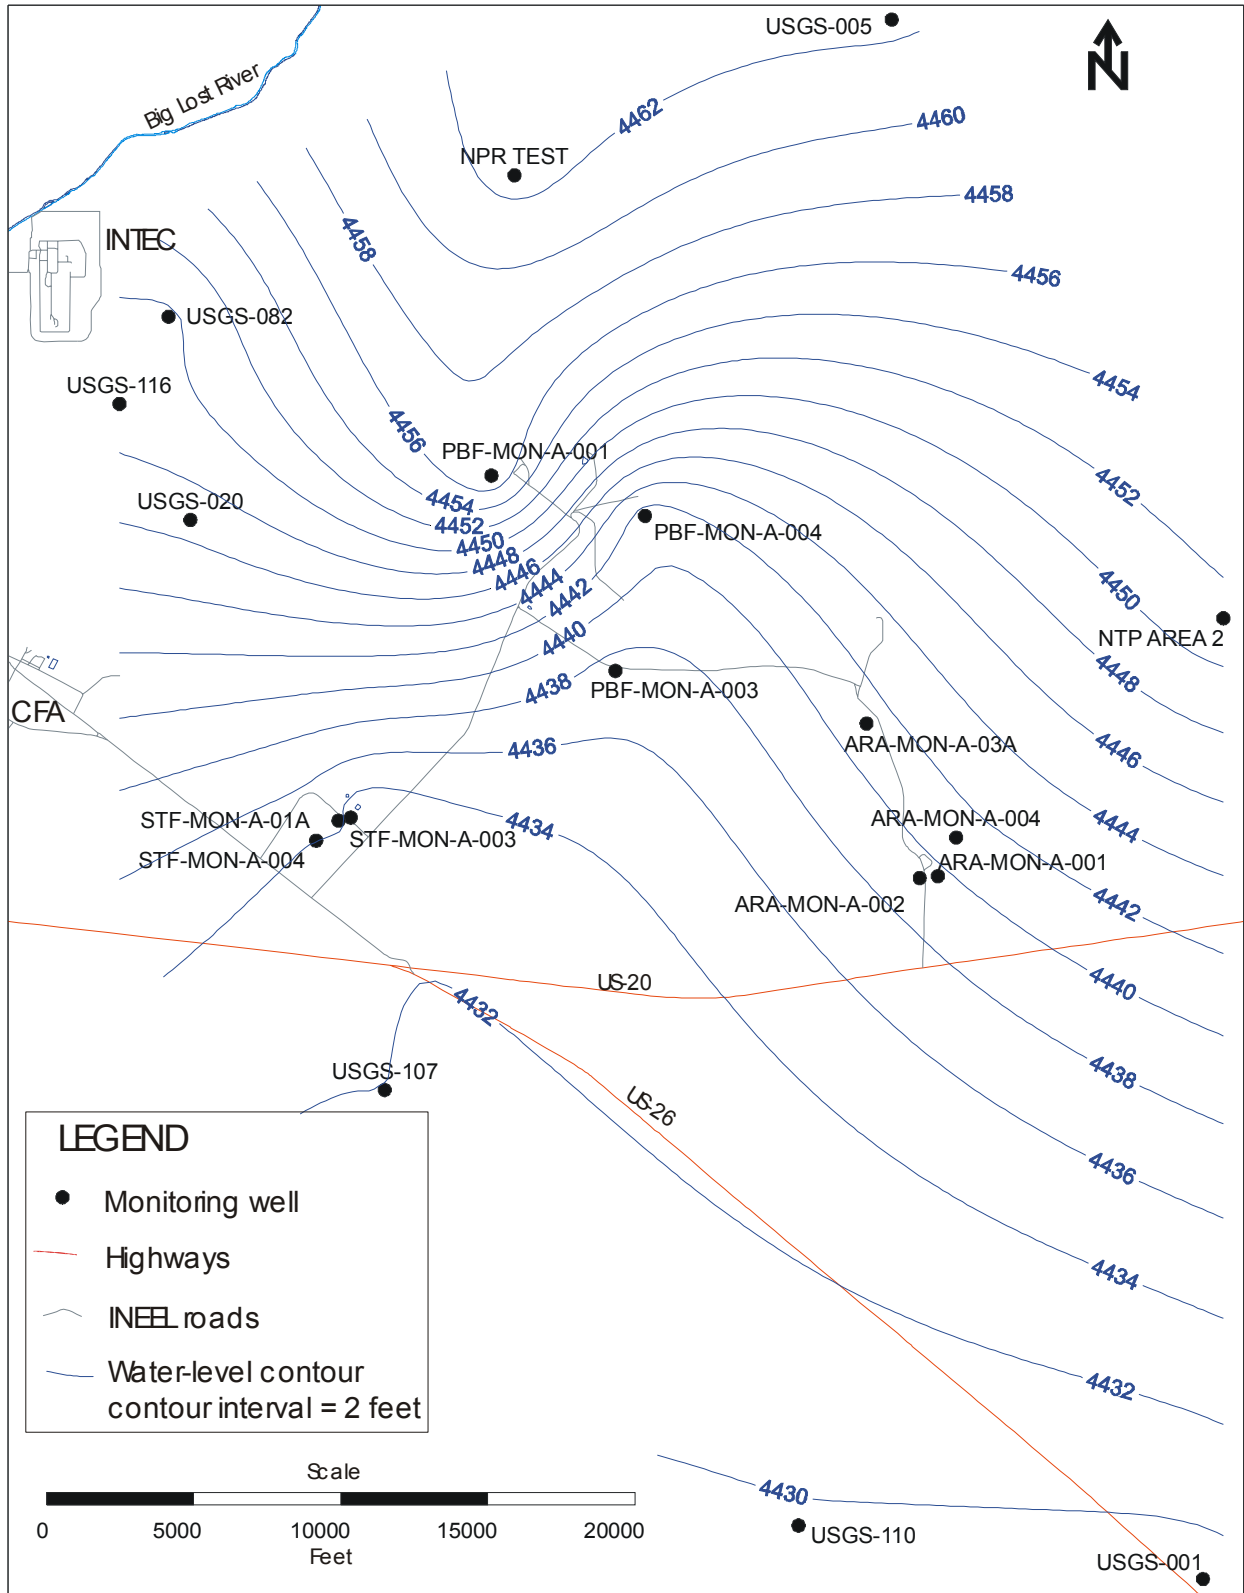 USGS-005
N
Big Lost River
4462
4460
NPR TEST
4458
INTEC
4458
4456
USGS-082
USGS-116
4454
4456
PBF-MON-A-001
4454
4452
USGS-020
4452
PBF-MON-A-004
4450
4448
4446
4444
4442
4450
NTP AREA 2
4440
4448
4438
PBF-MON-A-003
CFA
4436
ARA-MON-A-03A
4446
STF-MON-A-01A
4434
ARA-MON-A-004
4444
STF-MON-A-003
STF-MON-A-004
ARA-MON-A-001
ARA-MON-A-002
4442
US-20
4440
4432
USGS-107
4438
US-26
4436
4434
4432
4430
USGS-110
USGS-001
LEGEND
Monitoring well
Highways
INEEL roads
Water-level contour
contour interval = 2 feet
Scale
0 5000 10000 15000 20000
Feet